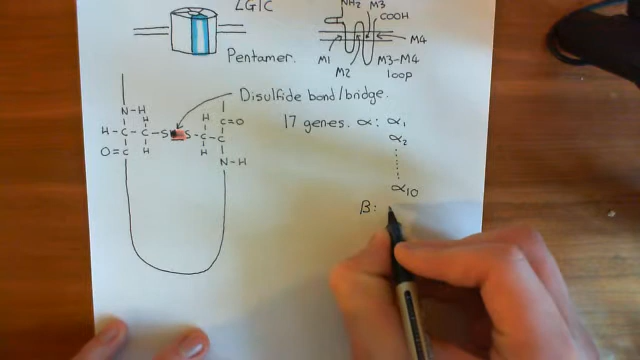 LGIC
Pentamer.
NH2 M3
COOH
M4
M1
M2
M3-M4
loop
Disulfide bond/bridge.
17 genes. α: α1
α2
α10
β:
N-H
H-C-C-S S-C-C
H
H
H
C=O
O=C
N-H